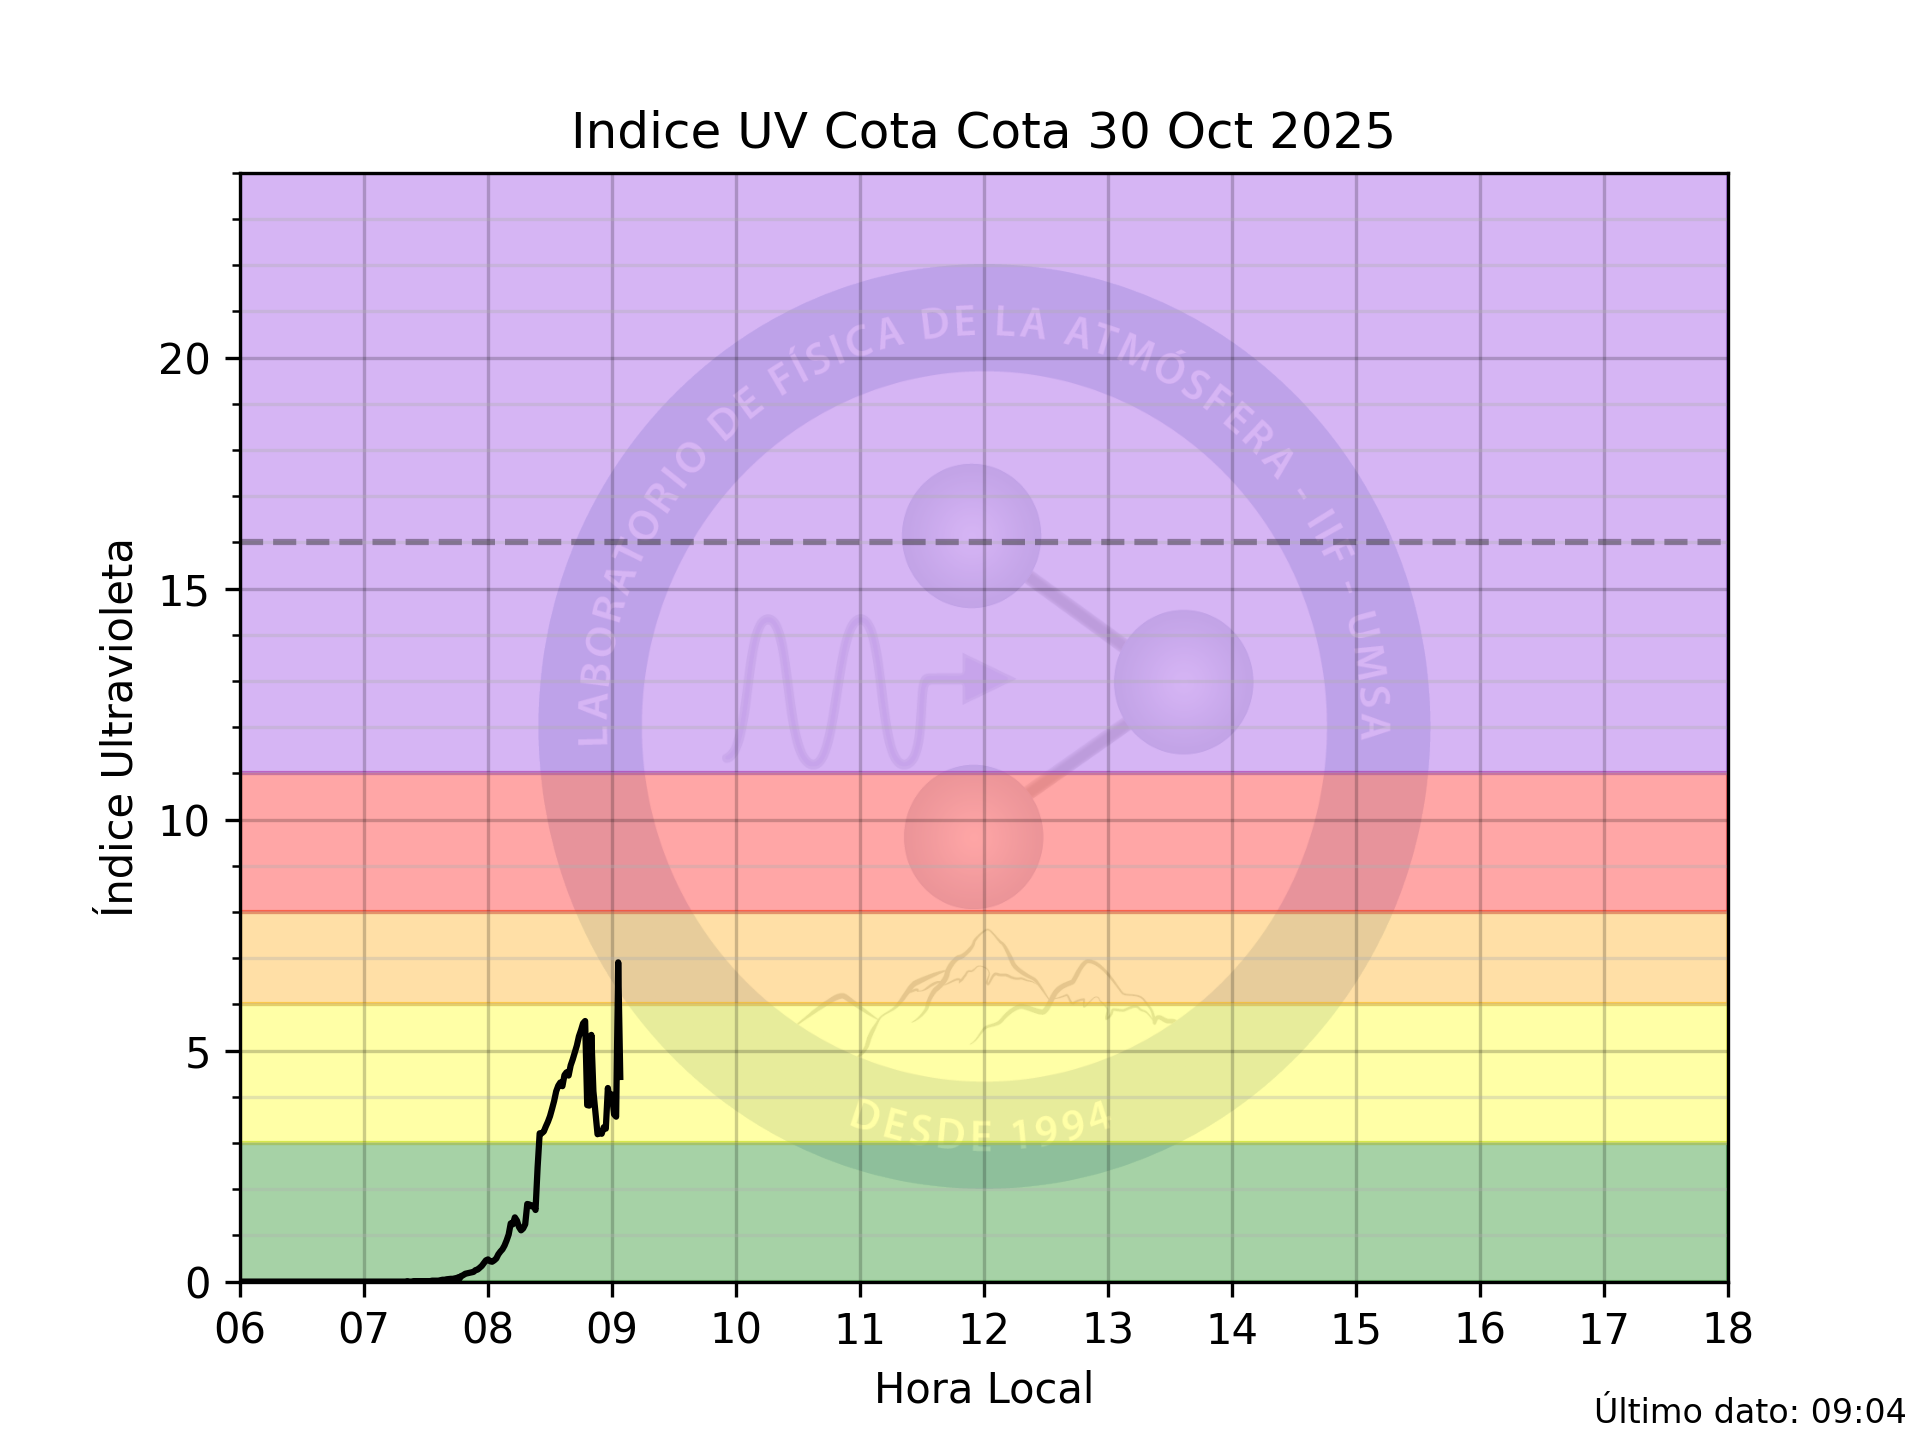 Indice UV Cota Cota 30 Oct 2025
Índice Ultravioleta
20
15
10
5
0
LABORATORIO DE FÍSICA DE LA ATMÓSFERA - IIF - UMSA
DESDE 1994
06 07 08 09 10 11 12 13 14 15 16 17 18
Hora Local
Último dato: 09:04